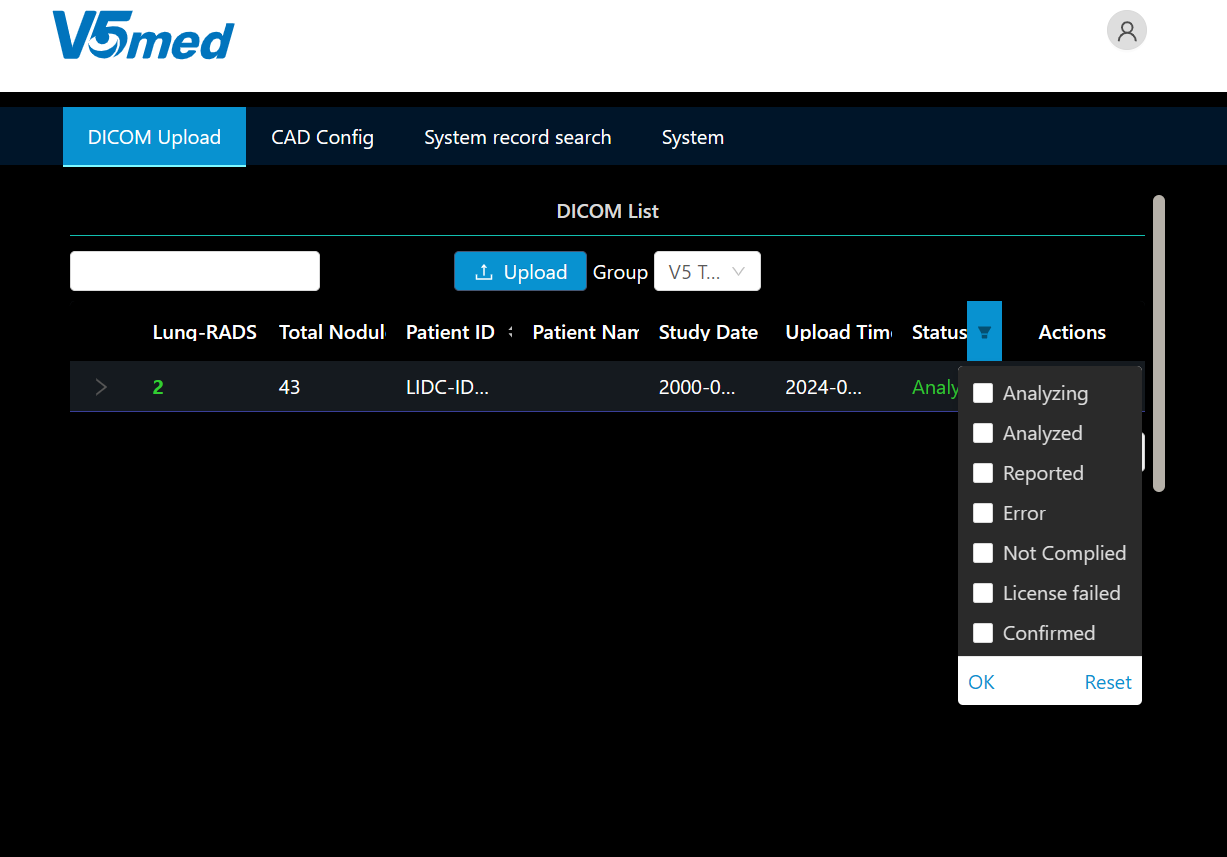 V5med
DICOM Upload CAD Config System record search System
DICOM List
Upload Group V5 T...
Lung-RADS Total Nodul Patient ID Patient Nam Study Date Upload Time Status Actions
2 43 LIDC-ID... 2000-0... 2024-0... Analy
Analyzing
Analyzed
Reported
Error
Not Complied
License failed
Confirmed
OK Reset